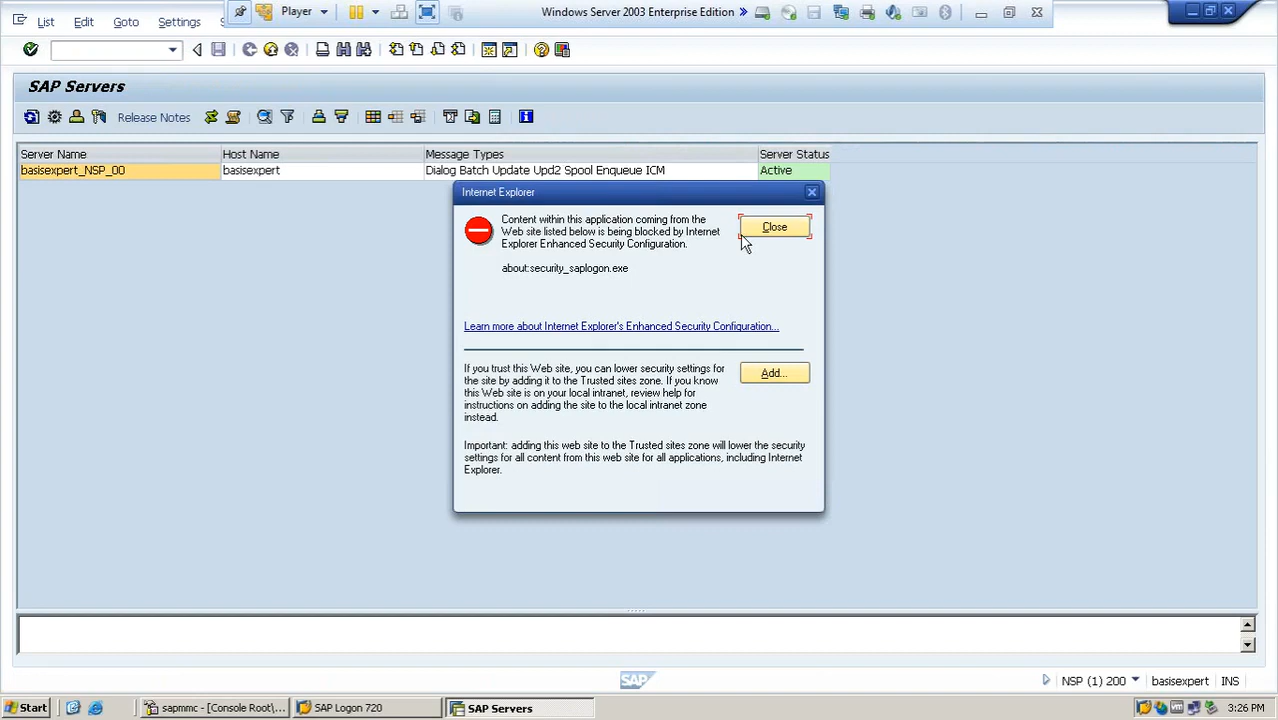 Player
Windows Server 2003 Enterprise Edition
List Edit Goto Settings
SAP Servers
Release Notes
Server Name Host Name Message Types Server Status
basisexpert_NSP_00 basisexpert Dialog Batch Update Upd2 Spool Enqueue ICM Active
Internet Explorer
Content within this application coming from the
Web site listed below is being blocked by Internet
Explorer Enhanced Security Configuration.
Close
about:security_saplogon.exe
Learn more about Internet Explorer's Enhanced Security Configuration...
If you trust this Web site, you can lower security settings for
the site by adding it to the Trusted sites zone. If you know
this Web site is on your local intranet, review help for
instructions on adding the site to the local intranet zone
instead.
Add...
Important: adding this web site to the Trusted sites zone will lower the security
settings for all content from this web site for all applications, including Internet
Explorer.
SAP
NSP (1) 200 basisexpert INS
Start sapmmc - [Console Root\... SAP Logon 720 SAP Servers 3:26 PM